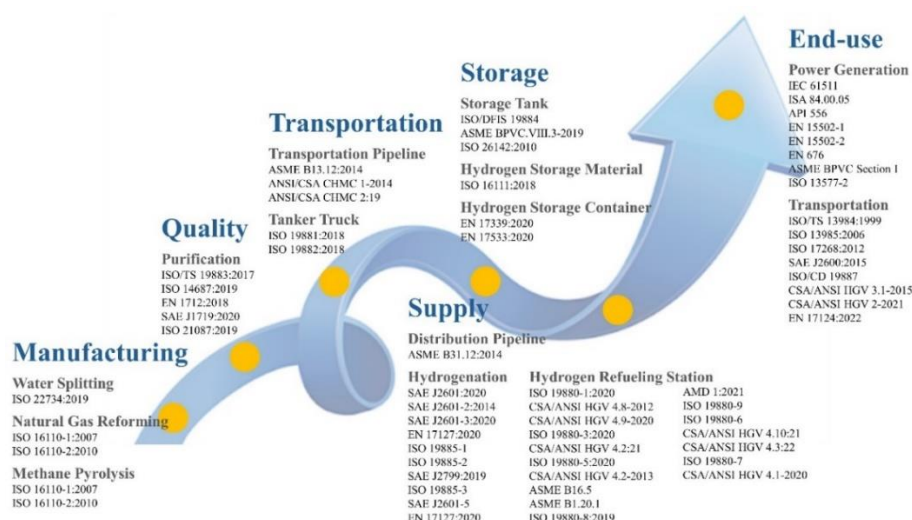 Manufacturing
Water Splitting
ISO 22734:2019
Natural Gas Reforming
ISO 16110-1:2007
ISO 16110-2:2010
Methane Pyrolysis
ISO 16110-1:2007
ISO 16110-2:2010
Quality
Purification
ISO/TS 19883:2017
ISO 14687:2019
EN 1712:2018
SAE J1719:2020
ISO 21087:2019
Transportation
Transportation Pipeline
ASME B13.12:2014
ANSI/CSA CHMC 1-2014
ANSI/CSA CHMC 2:19
Tanker Truck
ISO 19881:2018
ISO 19882:2018
Storage
Storage Tank
ISO/DFIS 19884
ASME BPVC.VIII.3-2019
ISO 26142:2010
Hydrogen Storage Material
ISO 16111:2018
Hydrogen Storage Container
EN 17339:2020
EN 17533:2020
Supply
Distribution Pipeline
ASME B31.12:2014
Hydrogenation
SAE J2601:2020
SAE J2601-2:2014
SAE J2601-3:2020
EN 17127:2020
ISO 19885-1
ISO 19885-2
SAE J2799:2019
ISO 19885-3
SAE J2601-5
EN 17127:2020
Hydrogen Refueling Station
ISO 19880-1:2020
CSA/ANSI HGV 4.8-2012
CSA/ANSI HGV 4.9-2020
ISO 19880-3:2020
CSA/ANSI HGV 4.2:21
ISO 19880-5:2020
CSA/ANSI HGV 4.2-2013
ASME B16.5
ASME B1.20.1
ISO 19880-8:2019
AMD 1:2021
ISO 19880-9
ISO 19880-6
CSA/ANSI HGV 4.10:21
CSA/ANSI HGV 4.3:22
ISO 19880-7
CSA/ANSI HGV 4.1-2020
End-use
Power Generation
IEC 61511
ISA 84.00.05
API 556
EN 15502-1
EN 15502-2
EN 676
ASME BPVC Section I
ISO 13577-2
Transportation
ISO/TS 13984:1999
ISO 13985:2006
ISO 17268:2012
SAE J2600:2015
ISO/CD 19887
CSA/ANSI HGV 3.1-2015
CSA/ANSI HGV 2-2021
EN 17124:2022